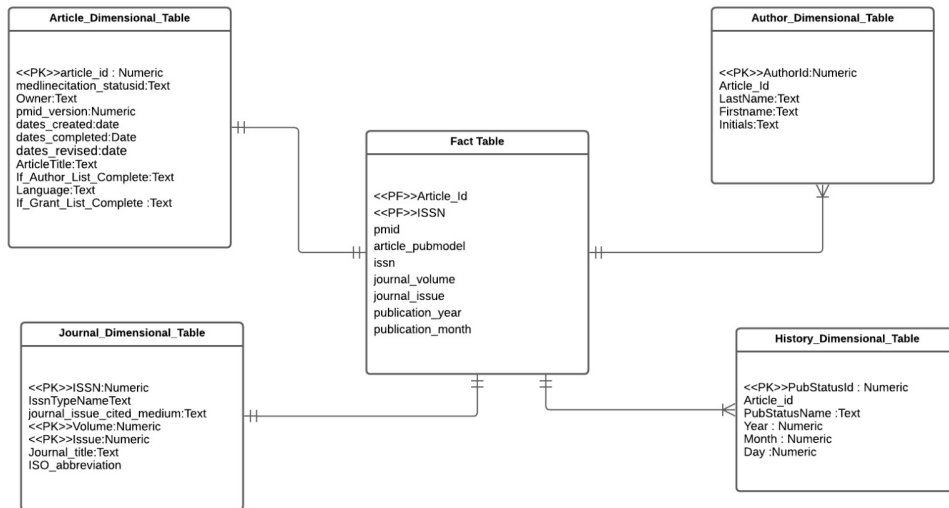 Article_Dimensional_Table
<<PK>>article_id : Numeric
medlinecitation_statusid:Text
Owner:Text
pmid_version:Numeric
dates_created:date
dates_completed:Date
dates_revised:date
ArticleTitle:Text
If_Author_List_Complete:Text
Language:Text
If_Grant_List_Complete :Text
Author_Dimensional_Table
<<PK>>AuthorId:Numeric
Article_Id
LastName:Text
Firstname:Text
Initials:Text
Fact Table
<<PF>>Article_Id
<<PF>>ISSN
pmid
article_pubmodel
issn
journal_volume
journal_issue
publication_year
publication_month
Journal_Dimensional_Table
<<PK>>ISSN:Numeric
IssnTypeNameText
journal_issue_cited_medium:Text
<<PK>>Volume:Numeric
<<PK>>Issue:Numeric
Journal_title:Text
ISO_abbreviation
History_Dimensional_Table
<<PK>>PubStatusId : Numeric
Article_id
PubStatusName :Text
Year : Numeric
Month : Numeric
Day :Numeric